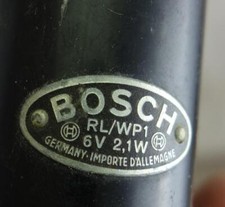 BOSCH
RL/WP1
6V 2,1W
GERMANY·IMPORTE D'ALLEMAGNE